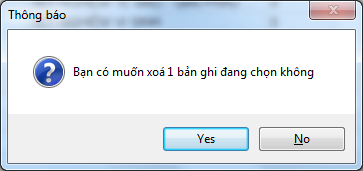 Thông báo
Bạn có muốn xoá 1 bản ghi đang chọn không
Yes
No